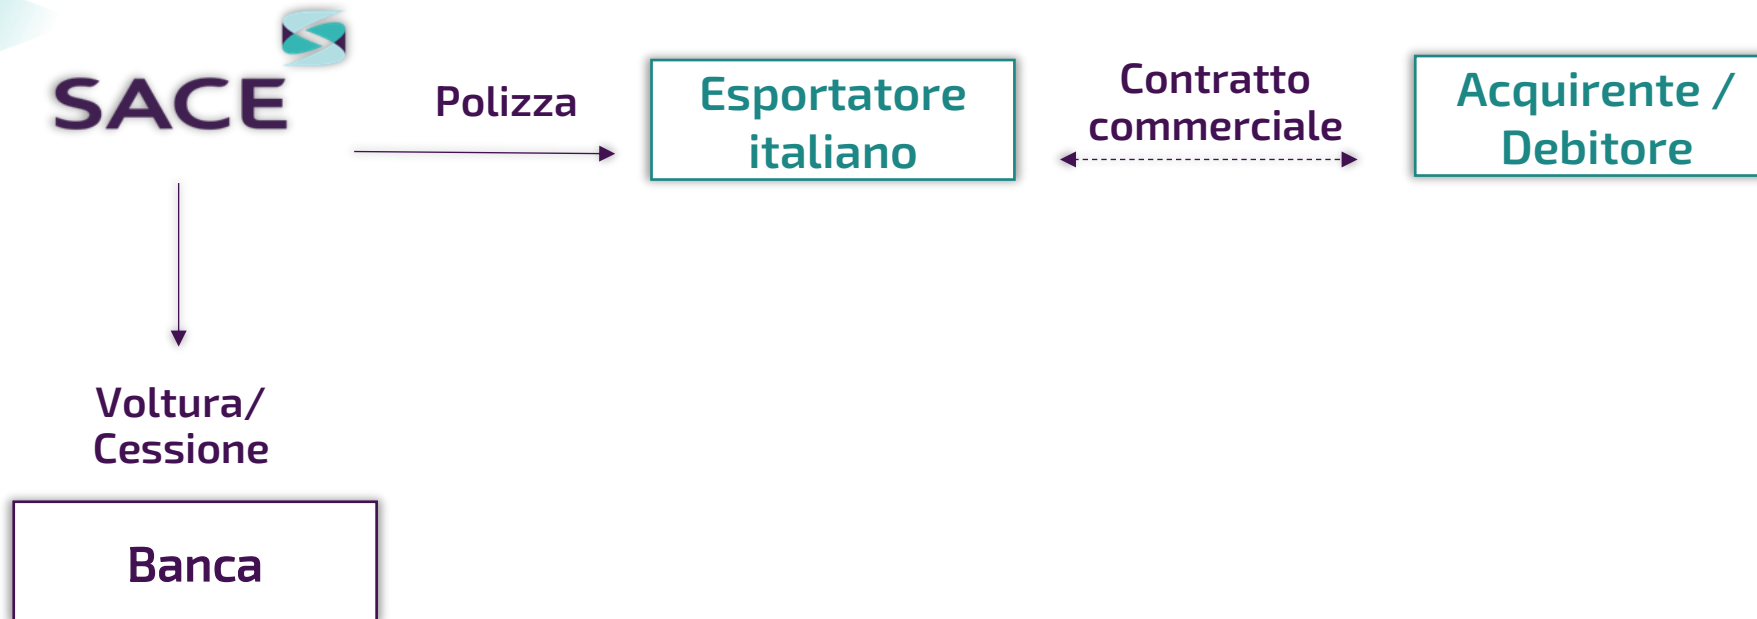 SACE
Polizza
Esportatore
italiano
Contratto
commerciale
Acquirente /
Debitore
Voltura/
Cessione
Banca